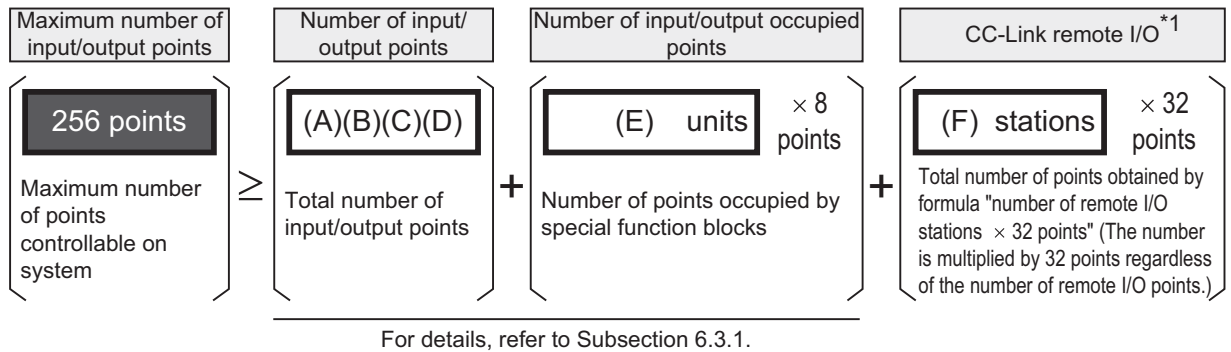 Maximum number of
input/output points
Number of input/
output points
Number of input/output occupied
points
CC-Link remote I/O*1
256 points
Maximum number
of points
controllable on
system
≥
(A)(B)(C)(D)
Total number of
input/output points
+
(E) units
× 8
points
Number of points occupied by
special function blocks
+
(F) stations
× 32
points
Total number of points obtained by
formula "number of remote I/O
stations × 32 points" (The number
is multiplied by 32 points regardless
of the number of remote I/O points.)
For details, refer to Subsection 6.3.1.